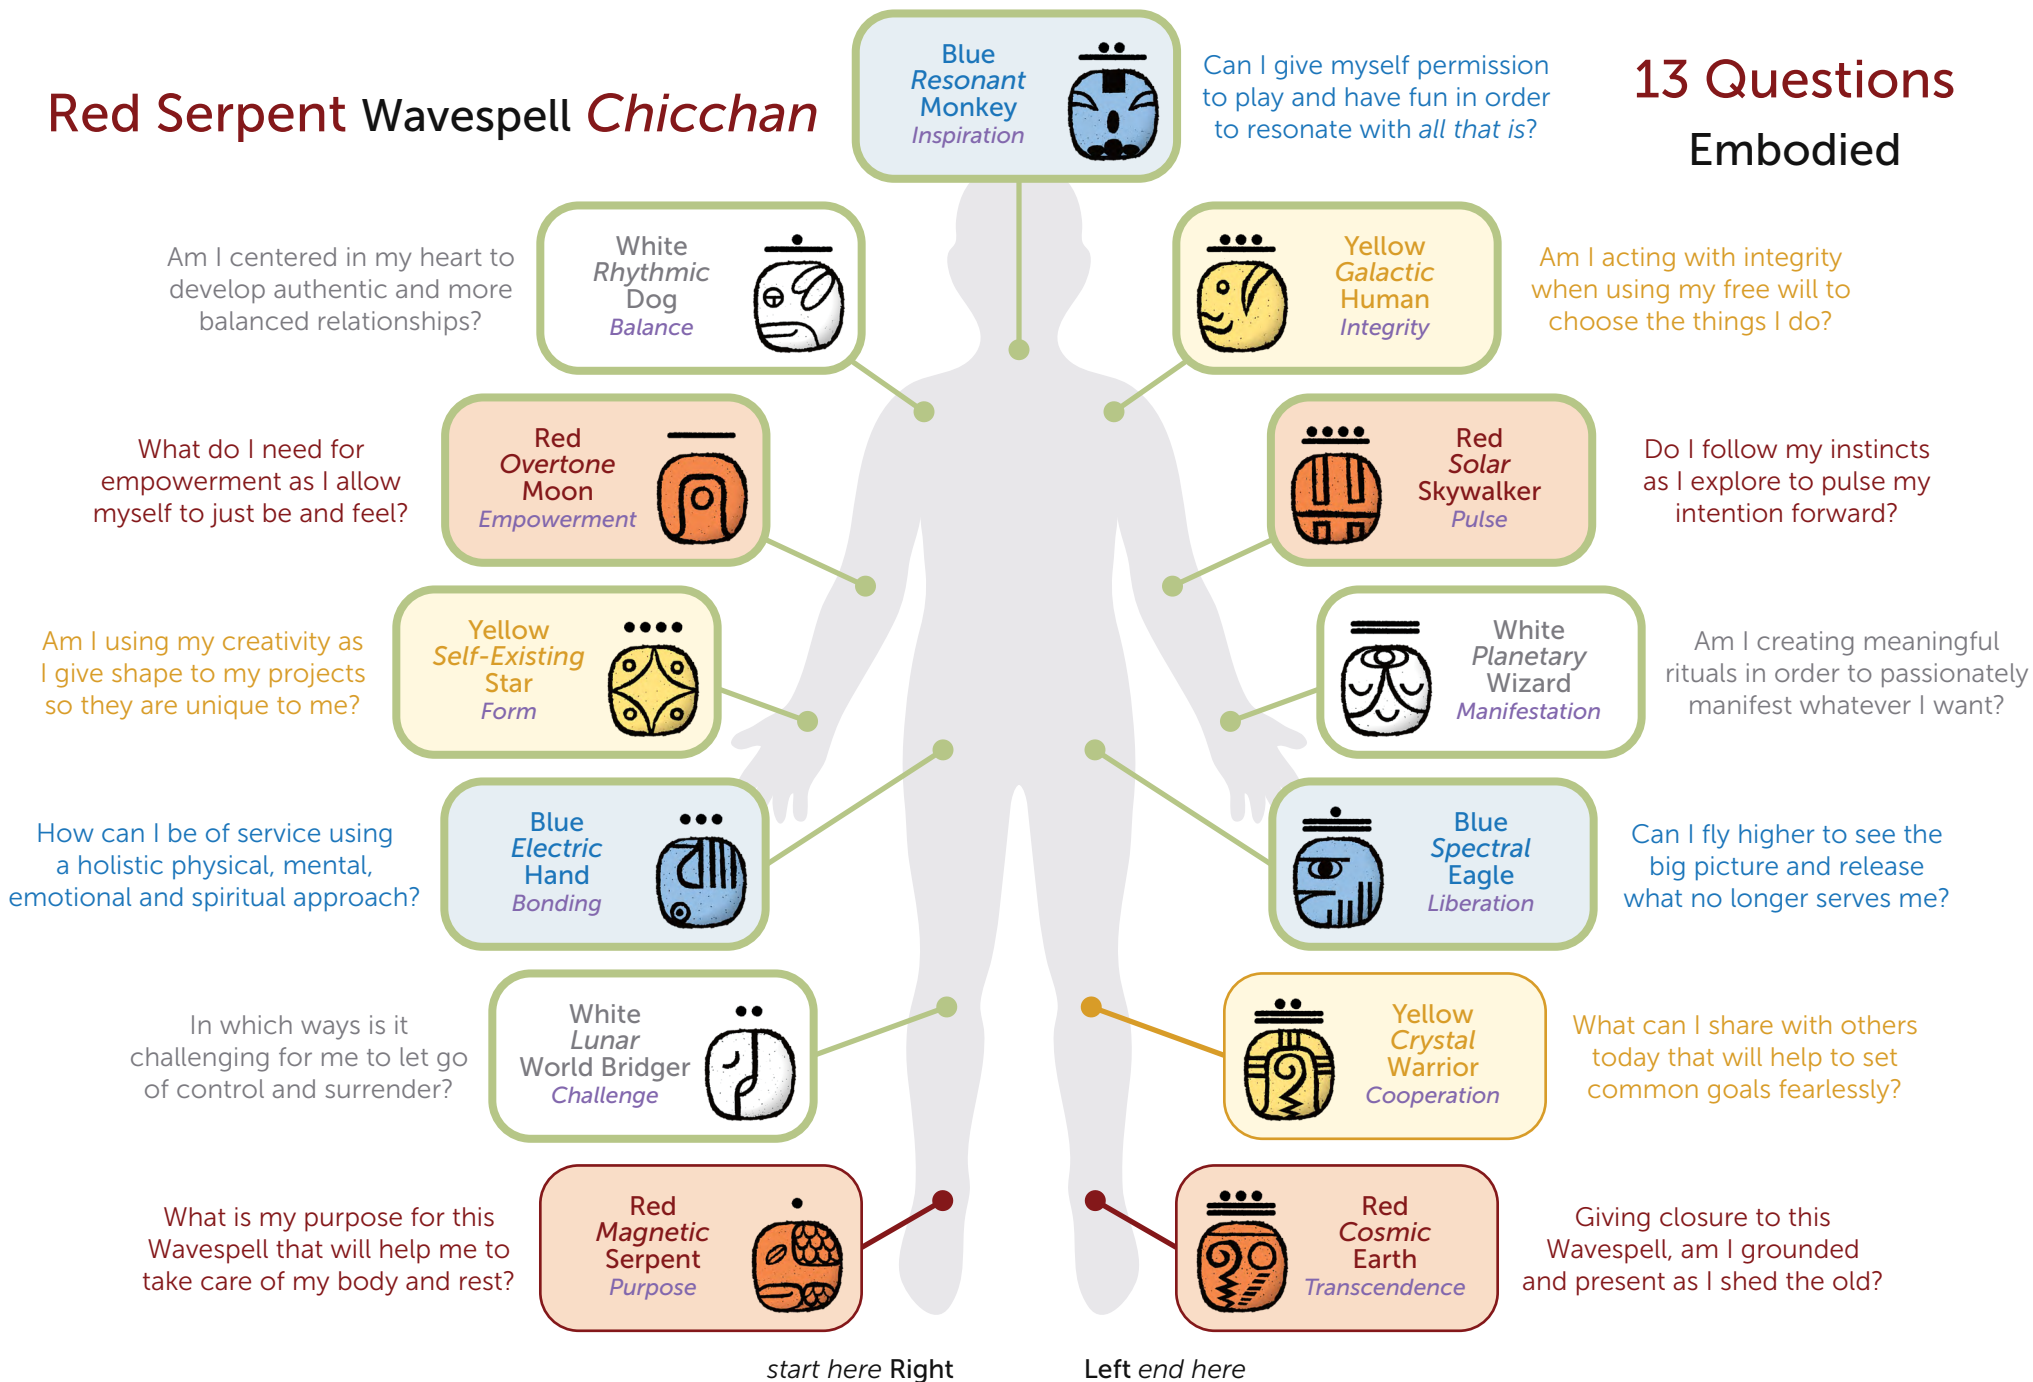 Red Serpent Wavespell Chicchan
13 Questions
Embodied
Blue
Resonant
Monkey
Inspiration
Can I give myself permission
to play and have fun in order
to resonate with all that is?
Am I centered in my heart to
develop authentic and more
balanced relationships?
White
Rhythmic
Dog
Balance
Yellow
Galactic
Human
Integrity
Am I acting with integrity
when using my free will to
choose the things I do?
What do I need for
empowerment as I allow
myself to just be and feel?
Red
Overtone
Moon
Empowerment
Red
Solar
Skywalker
Pulse
Do I follow my instincts
as I explore to pulse my
intention forward?
Am I using my creativity as
I give shape to my projects
so they are unique to me?
Yellow
Self-Existing
Star
Form
White
Planetary
Wizard
Manifestation
Am I creating meaningful
rituals in order to passionately
manifest whatever I want?
How can I be of service using
a holistic physical, mental,
emotional and spiritual approach?
Blue
Electric
Hand
Bonding
Blue
Spectral
Eagle
Liberation
Can I fly higher to see the
big picture and release
what no longer serves me?
In which ways is it
challenging for me to let go
of control and surrender?
White
Lunar
World Bridger
Challenge
Yellow
Crystal
Warrior
Cooperation
What can I share with others
today that will help to set
common goals fearlessly?
What is my purpose for this
Wavespell that will help me to
take care of my body and rest?
Red
Magnetic
Serpent
Purpose
Red
Cosmic
Earth
Transcendence
Giving closure to this
Wavespell, am I grounded
and present as I shed the old?
start here Right
Left end here